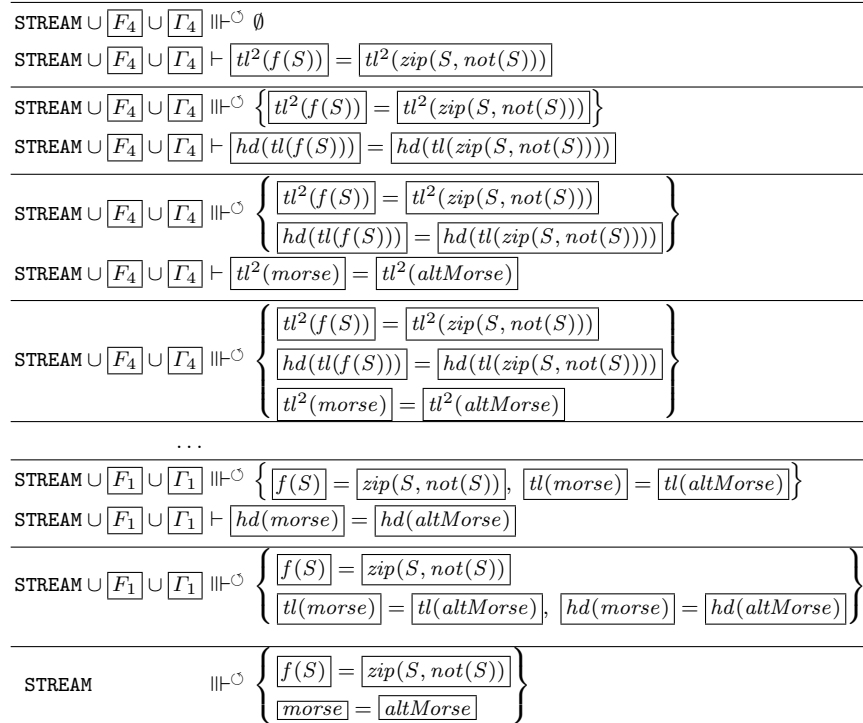 STREAM ∪ F₄ ∪ Γ₄ ⫴⊢↺ ∅
STREAM ∪ F₄ ∪ Γ₄ ⊢ tl²(f(S)) = tl²(zip(S, not(S)))
STREAM ∪ F₄ ∪ Γ₄ ⫴⊢↺ { tl²(f(S)) = tl²(zip(S, not(S))) }
STREAM ∪ F₄ ∪ Γ₄ ⊢ hd(tl(f(S))) = hd(tl(zip(S, not(S))))
tl²(f(S)) = tl²(zip(S, not(S)))
STREAM ∪ F₄ ∪ Γ₄ ⫴⊢↺ {
hd(tl(f(S))) = hd(tl(zip(S, not(S)))) }
STREAM ∪ F₄ ∪ Γ₄ ⊢ tl²(morse) = tl²(altMorse)
tl²(f(S)) = tl²(zip(S, not(S)))
STREAM ∪ F₄ ∪ Γ₄ ⫴⊢↺ { hd(tl(f(S))) = hd(tl(zip(S, not(S)))) }
tl²(morse) = tl²(altMorse)
...
STREAM ∪ F₁ ∪ Γ₁ ⫴⊢↺ { f(S) = zip(S, not(S)), tl(morse) = tl(altMorse) }
STREAM ∪ F₁ ∪ Γ₁ ⊢ hd(morse) = hd(altMorse)
f(S) = zip(S, not(S))
STREAM ∪ F₁ ∪ Γ₁ ⫴⊢↺ {
tl(morse) = tl(altMorse), hd(morse) = hd(altMorse) }
f(S) = zip(S, not(S))
STREAM ⫴⊢↺ {
morse = altMorse }